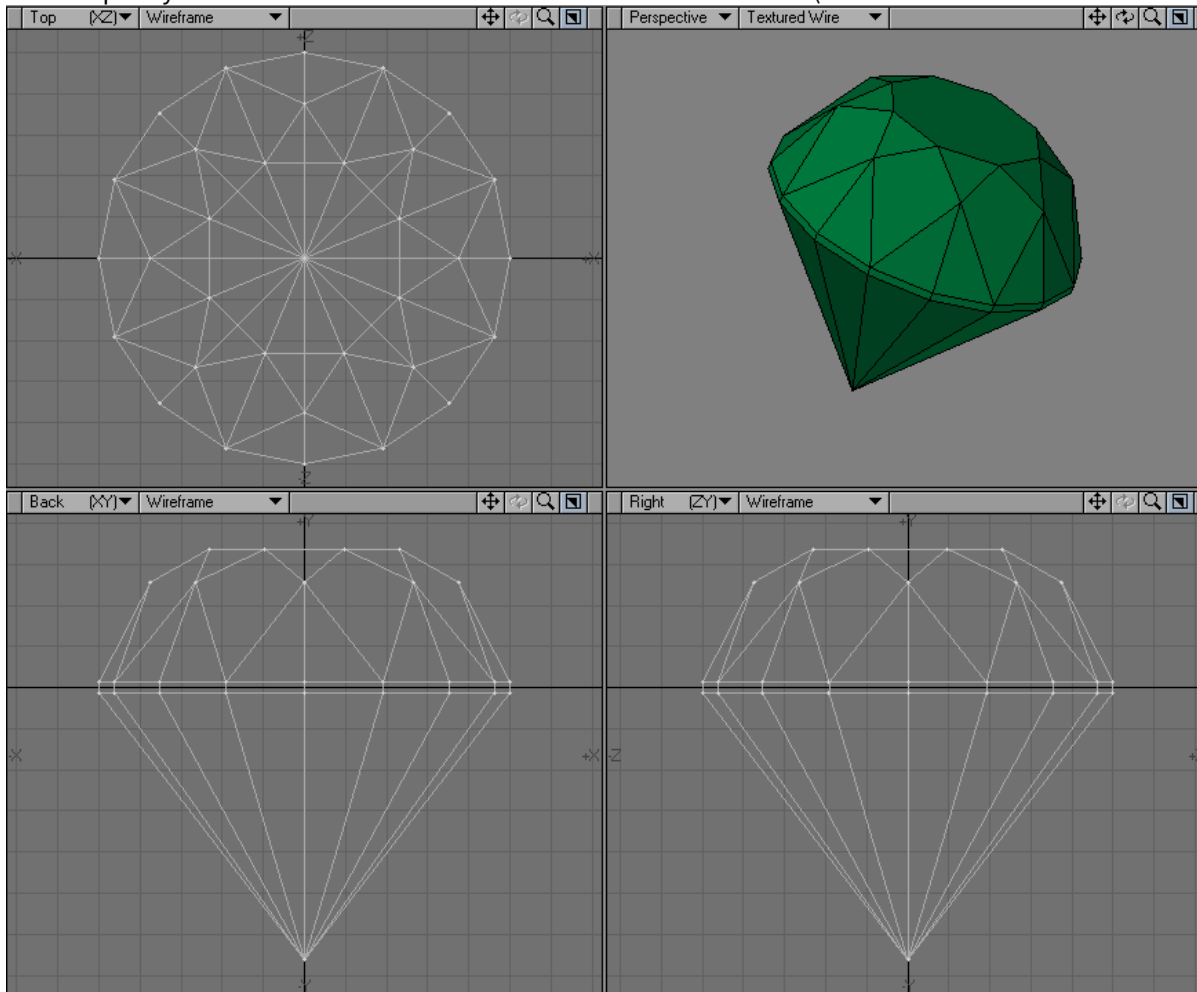 Top (XZ) Wireframe
Perspective Textured Wire
+Z
-X +X
-Z
Back (XY) Wireframe
Right (ZY) Wireframe
+Y +Y
-X +X -Z
-Y -Y